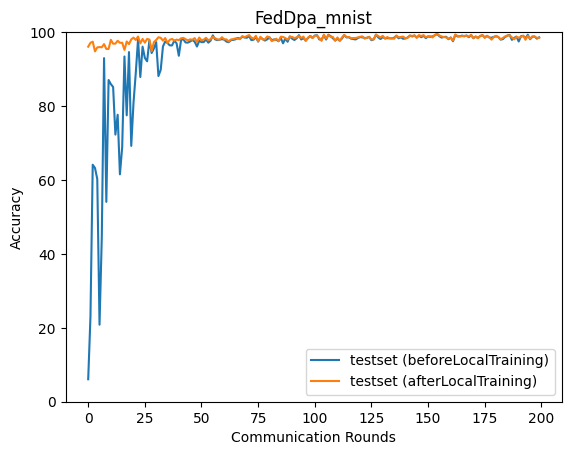 FedDpa_mnist
100
80
60
40
20
0
Accuracy
testset (beforeLocalTraining)
testset (afterLocalTraining)
0 25 50 75 100 125 150 175 200
Communication Rounds